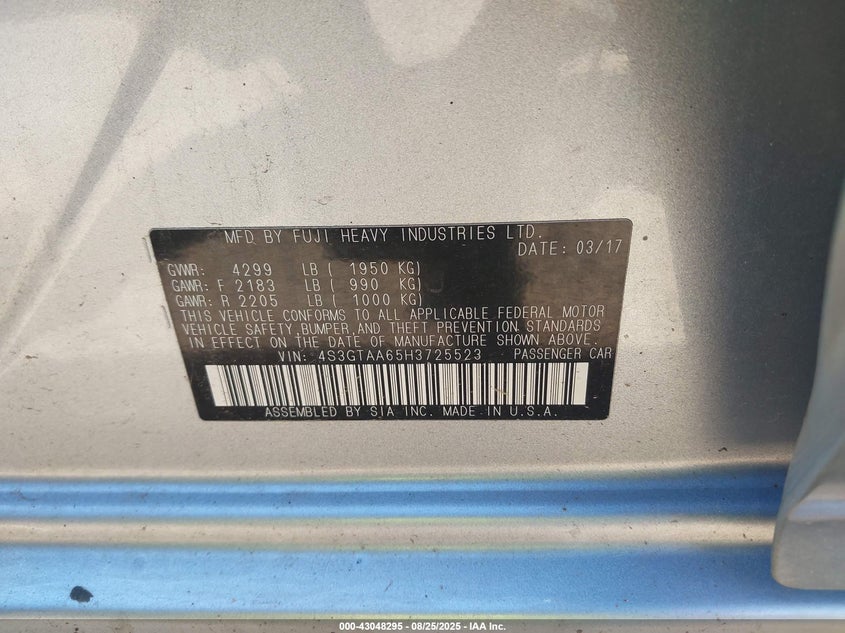 MFD BY FUJI HEAVY INDUSTRIES LTD.
DATE: 03/17
GVWR: 4299 LB ( 1950 KG)
GAWR: F 2183 LB ( 990 KG)
GAWR: R 2205 LB ( 1000 KG)
THIS VEHICLE CONFORMS TO ALL APPLICABLE FEDERAL MOTOR
VEHICLE SAFETY,BUMPER,AND THEFT PREVENTION STANDARDS
IN EFFECT ON THE DATE OF MANUFACTURE SHOWN ABOVE.
VIN: 4S3GTAA65H3725523 PASSENGER CAR
ASSEMBLED BY SIA INC. MADE IN U.S.A.
000-43048295 - 08/25/2025 - IAA Inc.